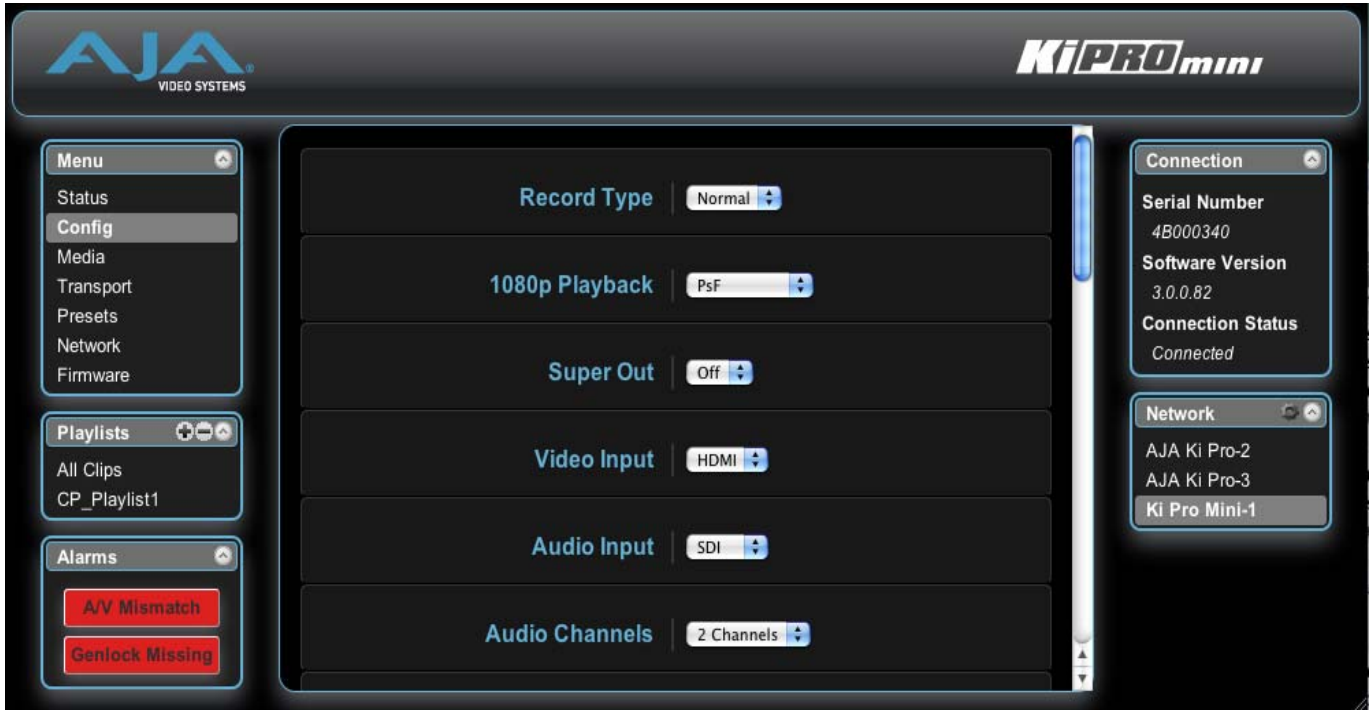 AJA
VIDEO SYSTEMS
KiPRO mini
Menu
Status
Config
Media
Transport
Presets
Network
Firmware
Playlists
All Clips
CP_Playlist1
Alarms
A/V Mismatch
Genlock Missing
Record Type Normal
1080p Playback PsF
Super Out Off
Video Input HDMI
Audio Input SDI
Audio Channels 2 Channels
Connection
Serial Number
4B000340
Software Version
3.0.0.82
Connection Status
Connected
Network
AJA Ki Pro-2
AJA Ki Pro-3
Ki Pro Mini-1